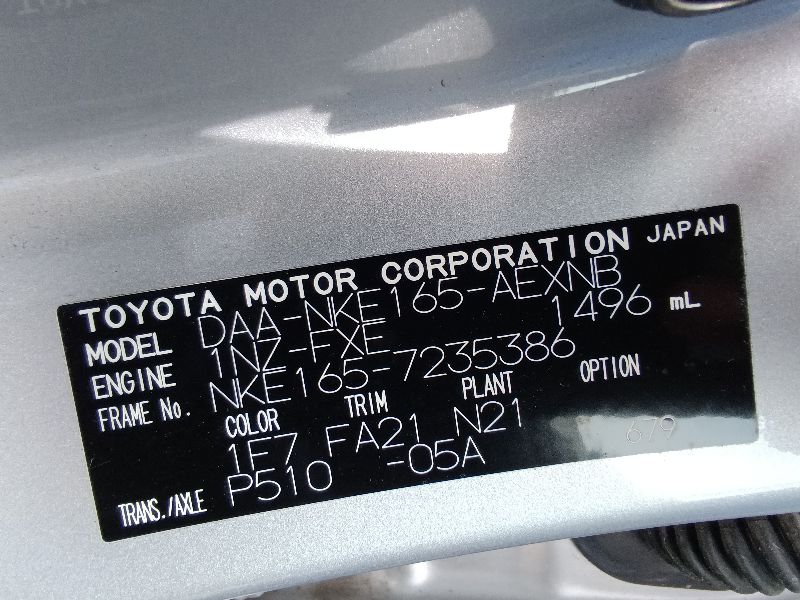 TOYOTA MOTOR CORPORATION JAPAN
MODEL DAA-NKE165-AEXNB
ENGINE 1NZ-FXE 1496 mL
FRAME No. NKE165-7235386
COLOR TRIM PLANT OPTION
1F7 FA21 N21
TRANS./AXLE P510 -05A
679